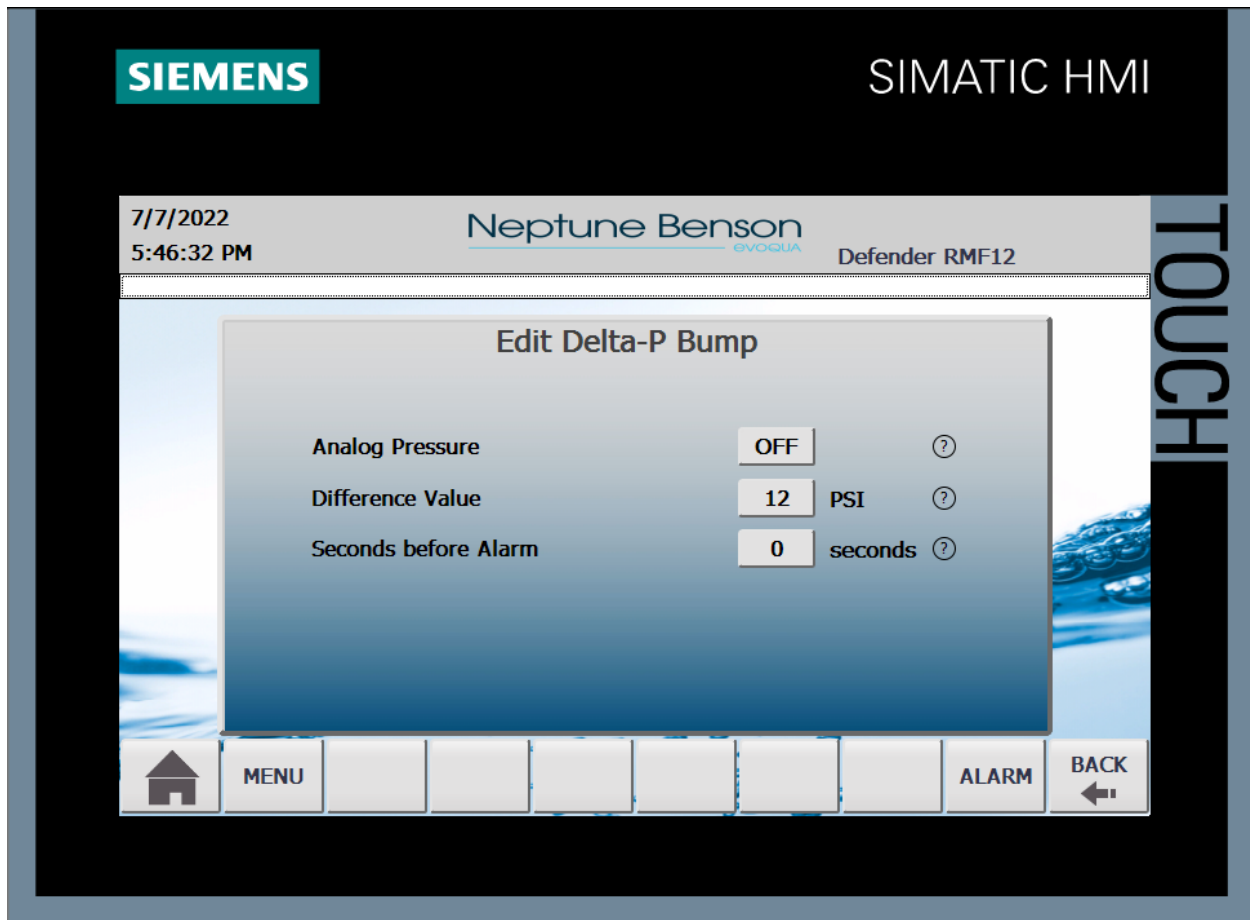 SIEMENS
SIMATIC HMI
TOUCH
7/7/2022
5:46:32 PM
Neptune Benson
evoqua
Defender RMF12
Edit Delta-P Bump
Analog Pressure OFF ?
Difference Value 12 PSI ?
Seconds before Alarm 0 seconds ?
MENU
ALARM
BACK